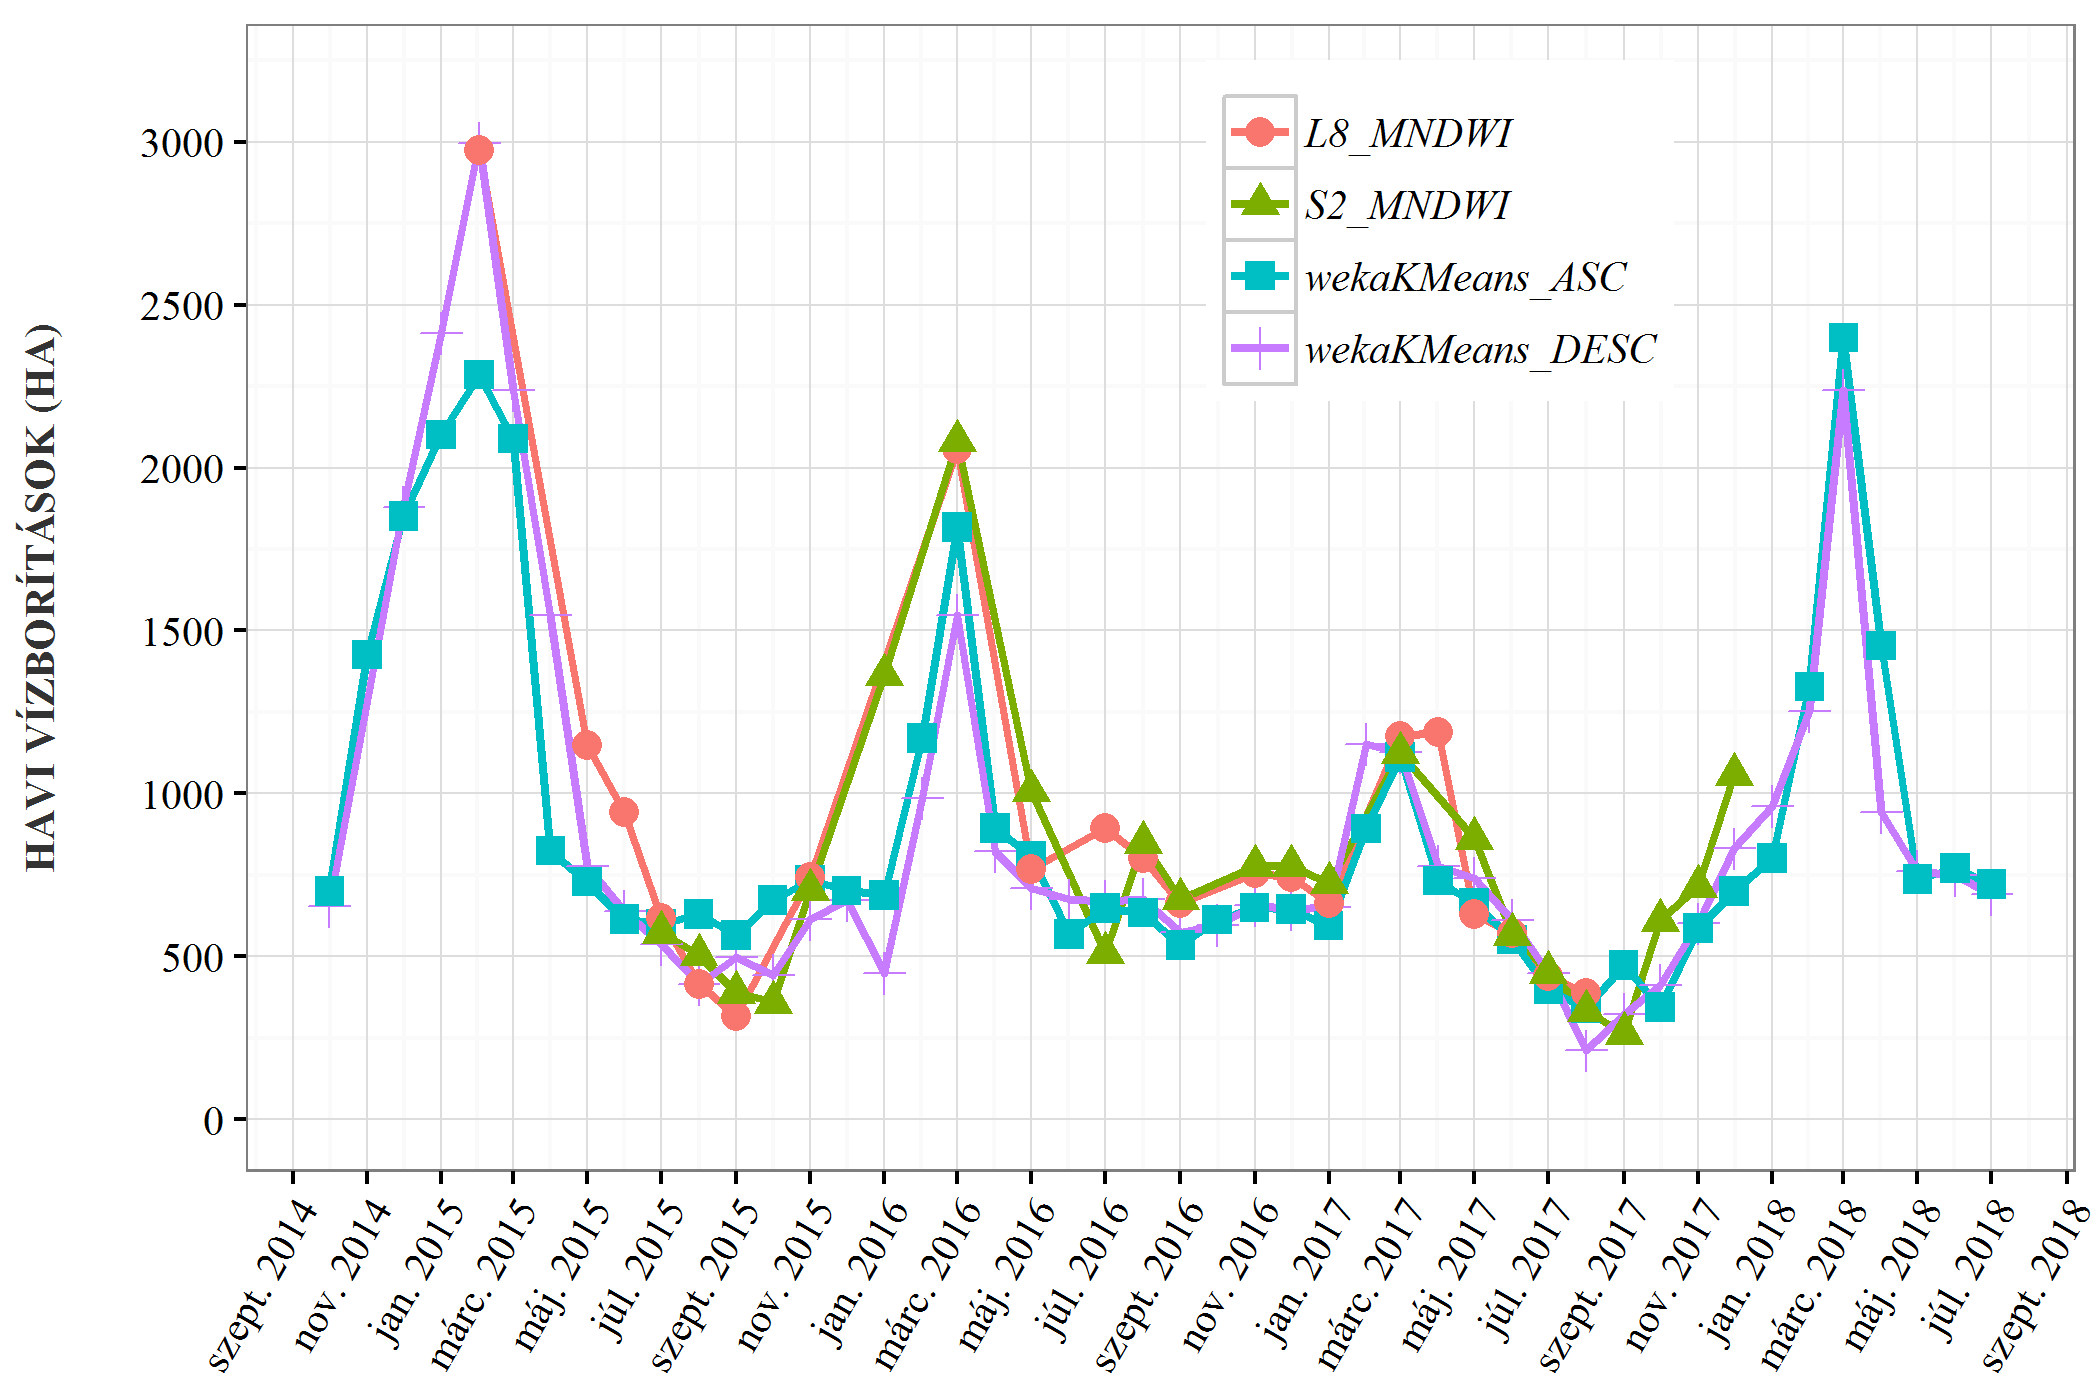 HAVI VÍZBORÍTÁSOK (HA)
3000
2500
2000
1500
1000
500
0
L8_MNDWI
S2_MNDWI
wekaKMeans_ASC
wekaKMeans_DESC
szept. 2014
nov. 2014
jan. 2015
márc. 2015
máj. 2015
júl. 2015
szept. 2015
nov. 2015
jan. 2016
márc. 2016
máj. 2016
júl. 2016
szept. 2016
nov. 2016
jan. 2017
márc. 2017
máj. 2017
júl. 2017
szept. 2017
nov. 2017
jan. 2018
márc. 2018
máj. 2018
júl. 2018
szept. 2018